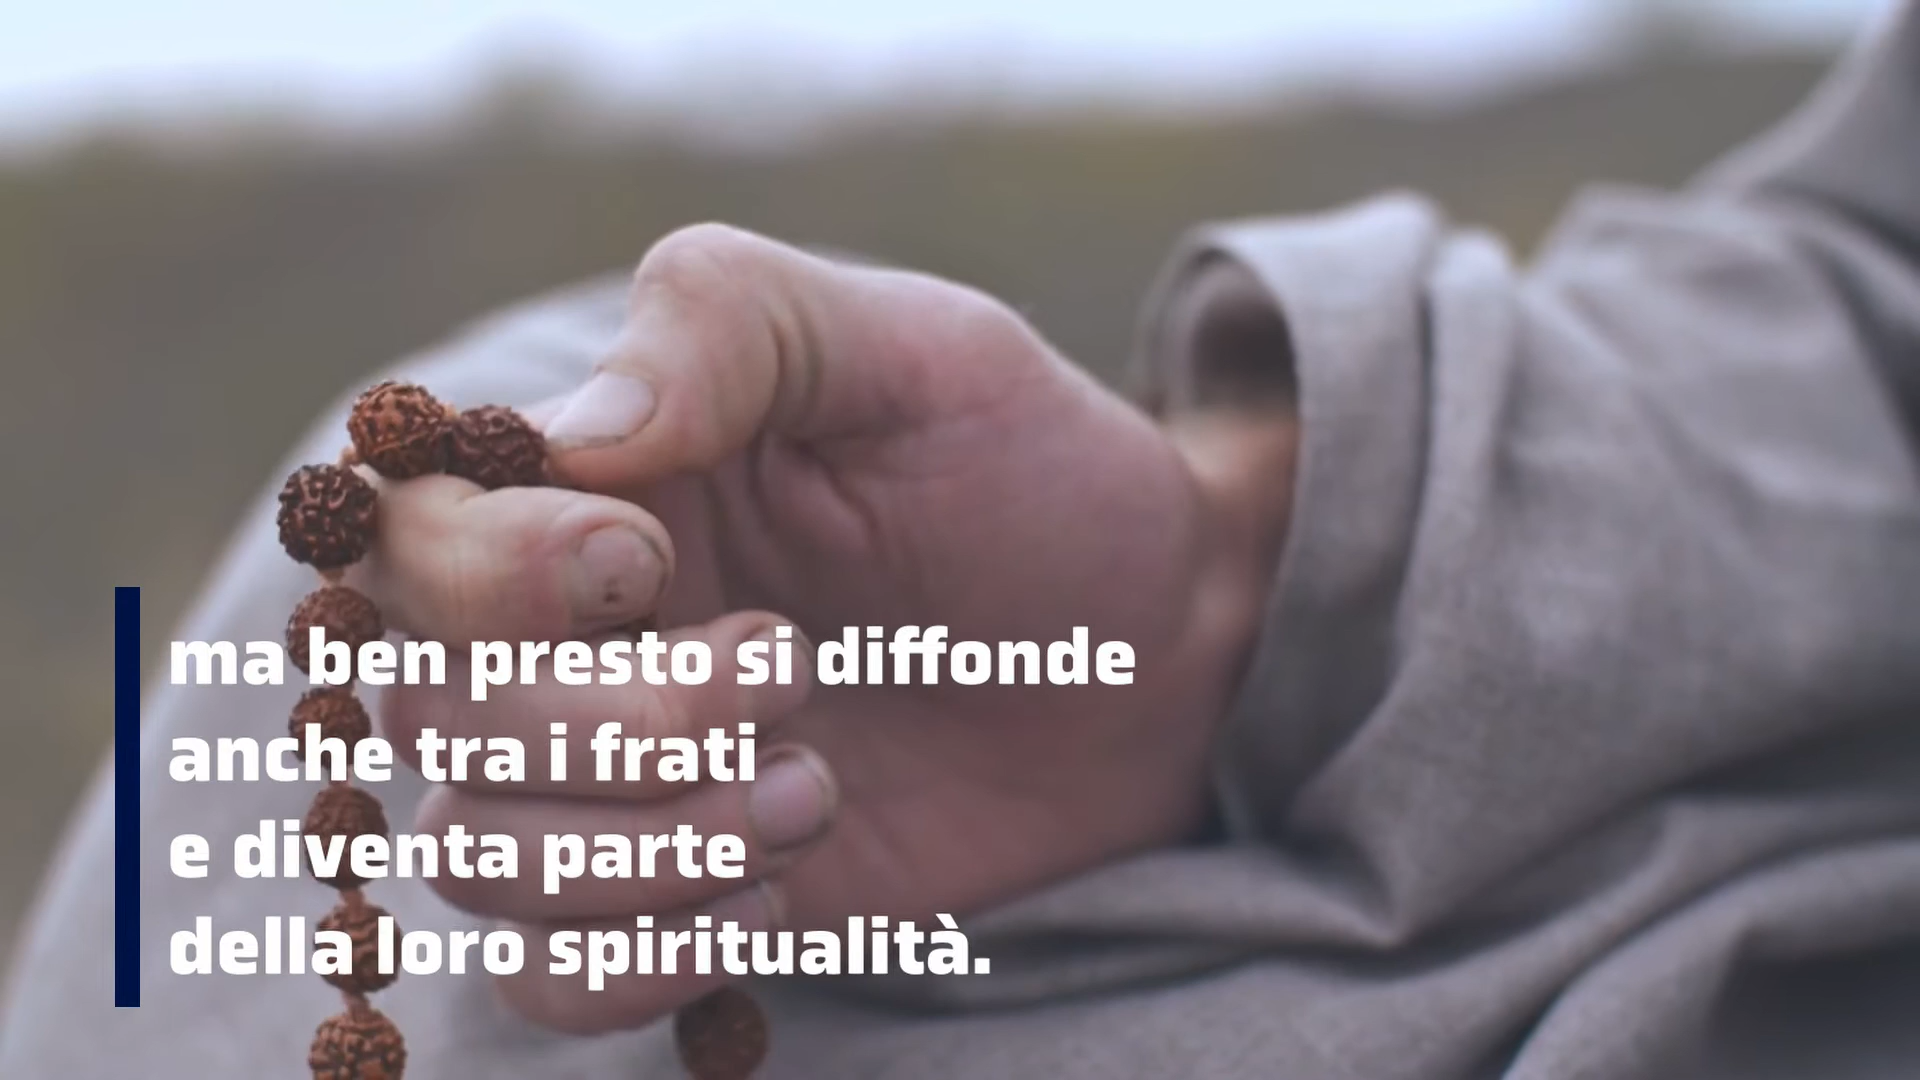 ma ben presto si diffonde
anche tra i frati
e diventa parte
della loro spiritualità.